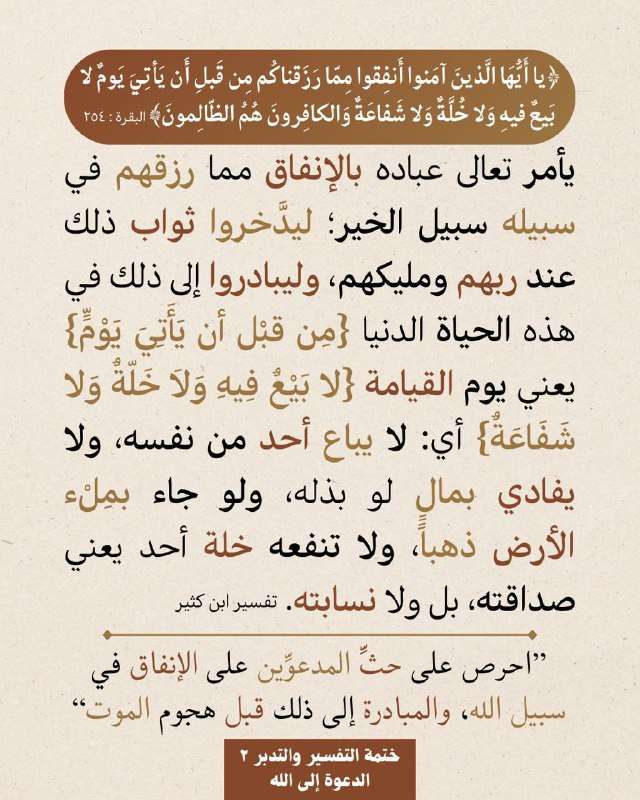 ﴿يا أَيُّهَا الَّذينَ آمَنوا أَنفِقوا مِمّا رَزَقناكُم مِن قَبلِ أَن يَأتِيَ يَومٌ لا
بَيعٌ فيهِ وَلا خُلَّةٌ وَلا شَفاعَةٌ وَالكافِرونَ هُمُ الظّالِمونَ﴾ البقرة : ٢٥٤
يأمر تعالى عباده بالإنفاق مما رزقهم في
سبيله سبيل الخير؛ ليدَّخروا ثواب ذلك
عند ربهم ومليكهم، وليبادروا إلى ذلك في
هذه الحياة الدنيا {مِن قَبْل أن يَأَتِيَ يَوْمٌ}
يعني يوم القيامة {لا بَيْعٌ فِيهِ وَلاَ خَلّةٌ وَلا
شَفَاعَةٌ} أي: لا يباع أحد من نفسه، ولا
يفادي بمالٍ لو بذله، ولو جاء بمِلْء
الأرض ذهباً، ولا تنفعه خلة أحد يعني
صداقته، بل ولا نسابته. تفسير ابن كثير
”احرص على حثِّ المدعوِّين على الإنفاق في
سبيل الله، والمبادرة إلى ذلك قبل هجوم الموت“
ختمة التفسير والتدبر ٢
الدعوة إلى الله